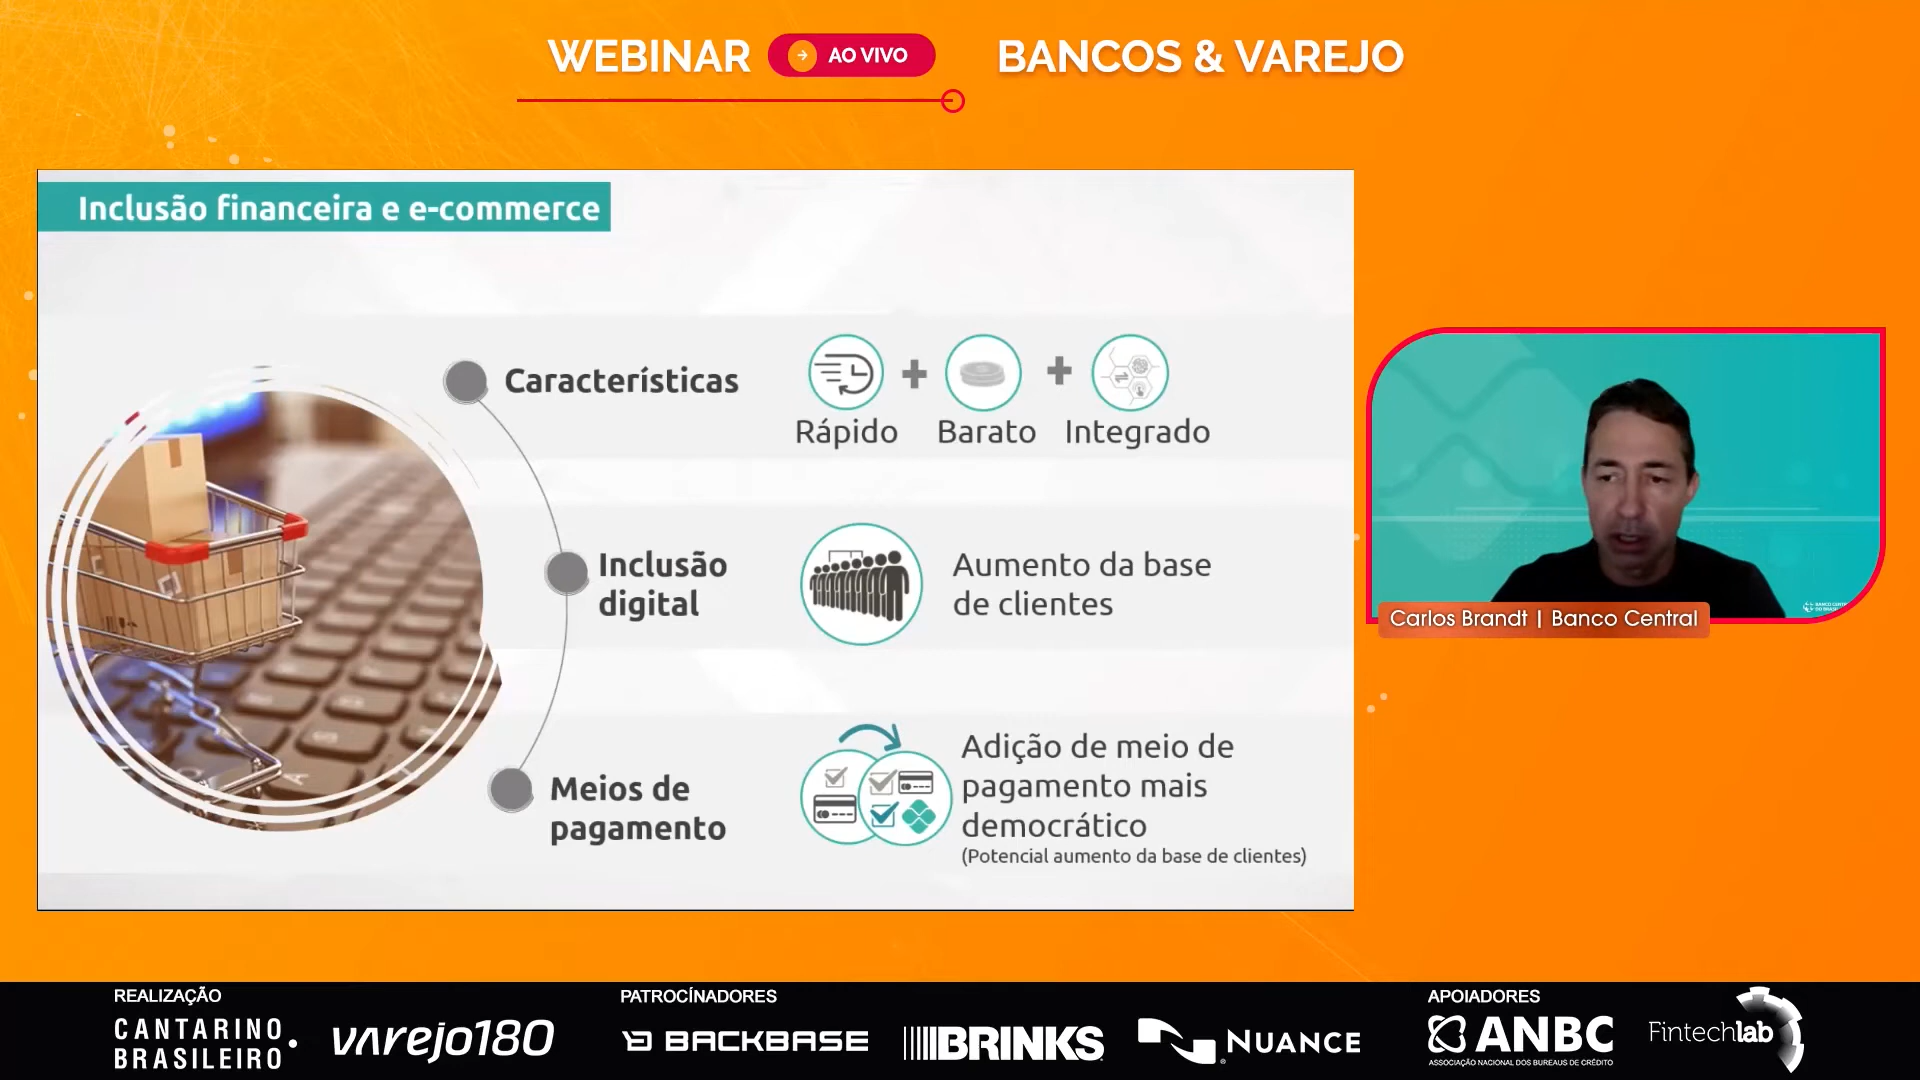 WEBINAR
AO VIVO
BANCOS & VAREJO
Inclusão financeira e e-commerce
Características
Rápido
Barato
Integrado
Inclusão
digital
Aumento da base
de clientes
Meios de
pagamento
Adição de meio de
pagamento mais
democrático
(Potencial aumento da base de clientes)
Carlos Brandt | Banco Central
REALIZAÇÃO
CANTARINO
BRASILEIRO
varejo180
PATROCÍNADORES
BACKBASE
BRINKS
NUANCE
APOIADORES
ANBC
ASSOCIAÇÃO NACIONAL DOS BUREAUS DE CRÉDITO
Fintechlab